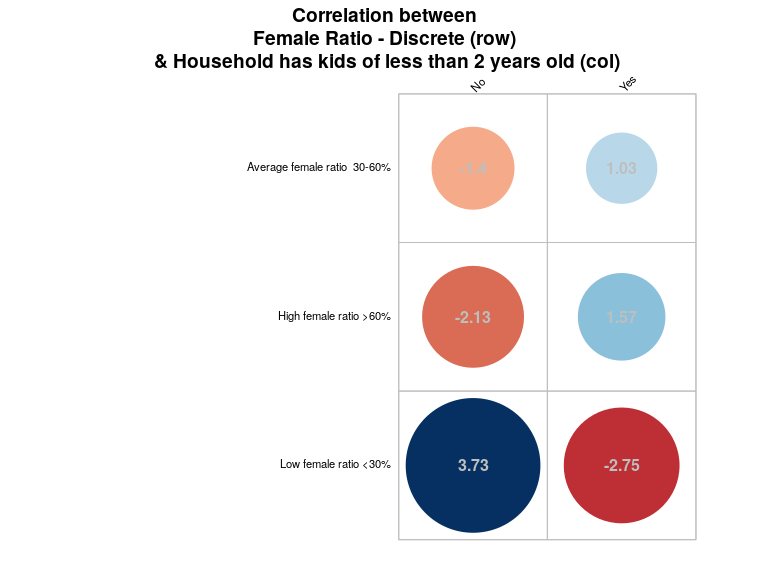 Correlation between
Female Ratio - Discrete (row)
& Household has kids of less than 2 years old (col)
No Yes
Average female ratio  30-60% -1.4 1.03
High female ratio >60% -2.13 1.57
Low female ratio <30% 3.73 -2.75